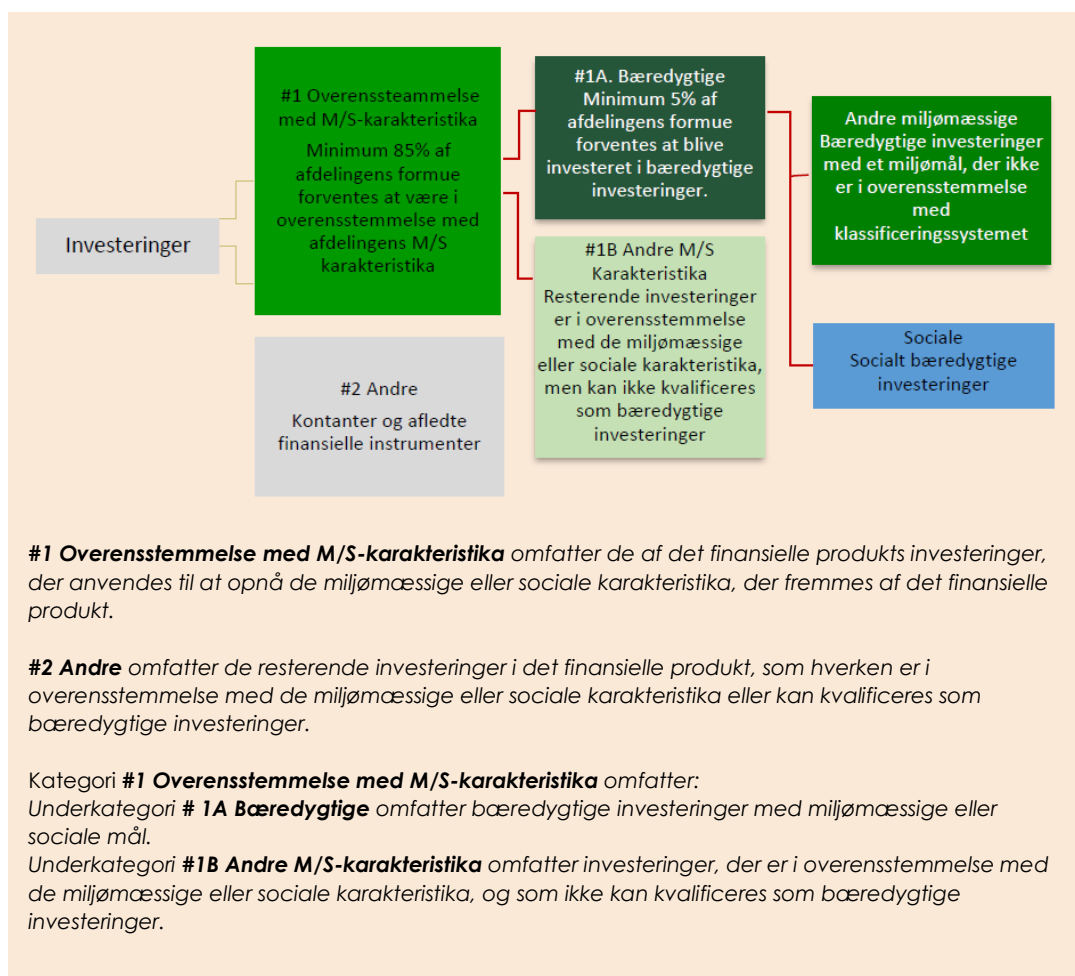 Investeringer
#1 Overenssteammelse
med M/S-karakteristika
Minimum 85% af
afdelingens formue
forventes at være i
overensstemmelse med
afdelingens M/S
karakteristika
#2 Andre
Kontanter og afledte
finansielle instrumenter
#1A. Bæredygtige
Minimum 5% af
afdelingens formue
forventes at blive
investeret i bæredygtige
investeringer.
#1B Andre M/S
Karakteristika
Resterende investeringer
er i overensstemmelse
med de miljømæssige
eller sociale karakteristika,
men kan ikke kvalificeres
som bæredygtige
investeringer
Andre miljømæssige
Bæredygtige investeringer
med et miljømål, der ikke
er i overensstemmelse
med
klassificeringssystemet
Sociale
Socialt bæredygtige
investeringer
#1 Overensstemmelse med M/S-karakteristika omfatter de af det finansielle produkts investeringer,
der anvendes til at opnå de miljømæssige eller sociale karakteristika, der fremmes af det finansielle
produkt.
#2 Andre omfatter de resterende investeringer i det finansielle produkt, som hverken er i
overensstemmelse med de miljømæssige eller sociale karakteristika eller kan kvalificeres som
bæredygtige investeringer.
Kategori #1 Overensstemmelse med M/S-karakteristika omfatter:
Underkategori # 1A Bæredygtige omfatter bæredygtige investeringer med miljømæssige eller
sociale mål.
Underkategori #1B Andre M/S-karakteristika omfatter investeringer, der er i overensstemmelse med
de miljømæssige eller sociale karakteristika, og som ikke kan kvalificeres som bæredygtige
investeringer.